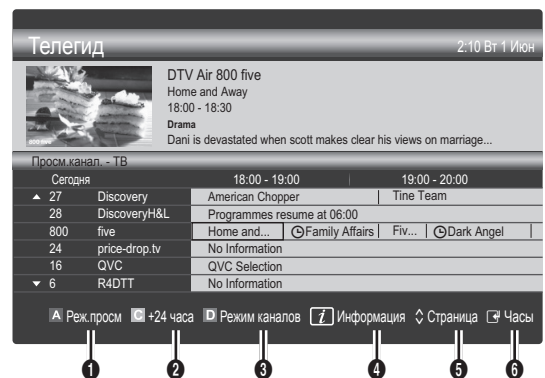 Телегид 2:10 Вт 1 Июн
DTV Air 800 five
Home and Away
18:00 - 18:30
Drama
Dani is devastated when scott makes clear his views on marriage...
800 five
Просм.канал. - ТВ
Сегодня 18:00 - 19:00 19:00 - 20:00
▲ 27 Discovery American Chopper Tine Team
28 DiscoveryH&L Programmes resume at 06:00
800 five Home and... Family Affairs Fiv... Dark Angel
24 price-drop.tv No Information
16 QVC QVC Selection
▼ 6 R4DTT No Information
A Реж.просм C +24 часа D Режим каналов i Информация Страница Часы
1 2 3 4 5 6